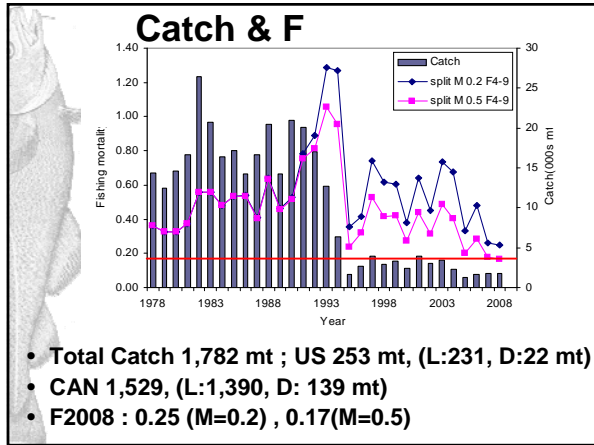 Catch & F
1.40
1.20
1.00
0.80
0.60
0.40
0.20
0.00
Fishing mortalit
30
25
20
15
10
5
0
Catch(000s mt
Catch
split M 0.2 F4-9
split M 0.5 F4-9
1978 1983 1988 1993 1998 2003 2008
Year
• Total Catch 1,782 mt ; US 253 mt, (L:231, D:22 mt)
• CAN 1,529, (L:1,390, D: 139 mt)
• F2008 : 0.25 (M=0.2) , 0.17(M=0.5)